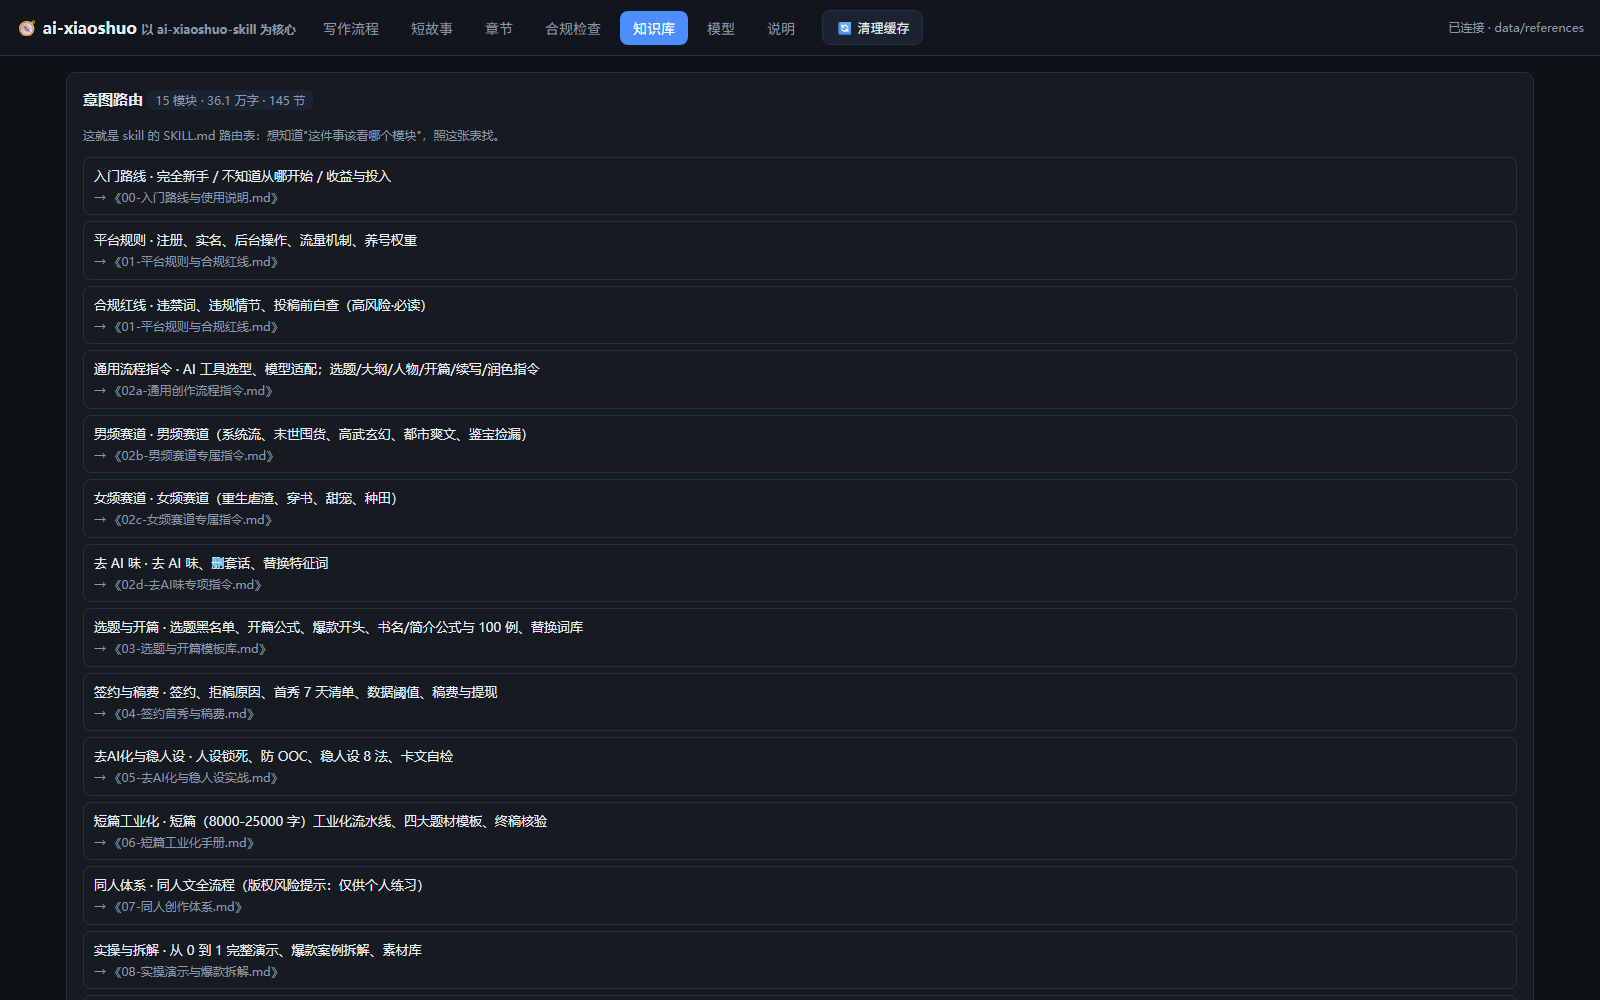 ai-xiaoshuo 以 ai-xiaoshuo-skill 为核心 写作流程 短故事 章节 合规检查 知识库 模型 说明 清理缓存 已连接 · data/references
意图路由 15 模块 · 36.1 万字 · 145 节
这就是 skill 的 SKILL.md 路由表：想知道"这件事该看哪个模块"，照这张表找。
入门路线 · 完全新手 / 不知道从哪开始 / 收益与投入
→ 《00-入门路线与使用说明.md》
平台规则 · 注册、实名、后台操作、流量机制、养号权重
→ 《01-平台规则与合规红线.md》
合规红线 · 违禁词、违规情节、投稿前自查（高风险·必读）
→ 《01-平台规则与合规红线.md》
通用流程指令 · AI 工具选型、模型适配；选题/大纲/人物/开篇/续写/润色指令
→ 《02a-通用创作流程指令.md》
男频赛道 · 男频赛道（系统流、末世囤货、高武玄幻、都市爽文、鉴宝捡漏）
→ 《02b-男频赛道专属指令.md》
女频赛道 · 女频赛道（重生虐渣、穿书、甜宠、种田）
→ 《02c-女频赛道专属指令.md》
去 AI 味 · 去 AI 味、删套话、替换特征词
→ 《02d-去AI味专项指令.md》
选题与开篇 · 选题黑名单、开篇公式、爆款开头、书名/简介公式与 100 例、替换词库
→ 《03-选题与开篇模板库.md》
签约与稿费 · 签约、拒稿原因、首秀 7 天清单、数据阈值、稿费与提现
→ 《04-签约首秀与稿费.md》
去AI化与稳人设 · 人设锁死、防 OOC、稳人设 8 法、卡文自检
→ 《05-去AI化与稳人设实战.md》
短篇工业化 · 短篇（8000-25000 字）工业化流水线、四大题材模板、终稿核验
→ 《06-短篇工业化手册.md》
同人体系 · 同人文全流程（版权风险提示：仅供个人练习）
→ 《07-同人创作体系.md》
实操与拆解 · 从 0 到 1 完整演示、爆款案例拆解、素材库
→ 《08-实操演示与爆款拆解.md》